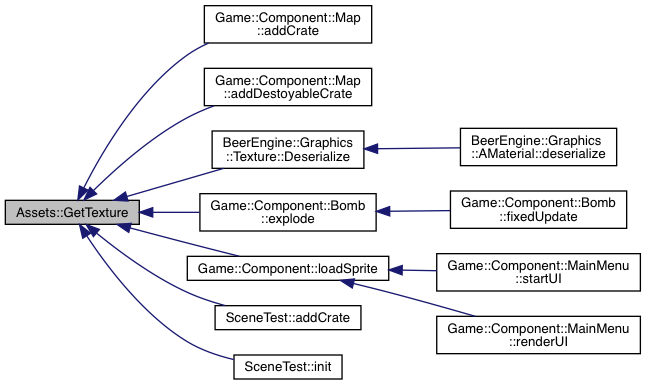 Game::Component::Map
::addCrate
Game::Component::Map
::addDestoyableCrate
BeerEngine::Graphics
::Texture::Deserialize
BeerEngine::Graphics
::AMaterial::deserialize
Assets::GetTexture
Game::Component::Bomb
::explode
Game::Component::Bomb
::fixedUpdate
Game::Component::loadSprite
Game::Component::MainMenu
::startUI
SceneTest::addCrate
Game::Component::MainMenu
::renderUI
SceneTest::init